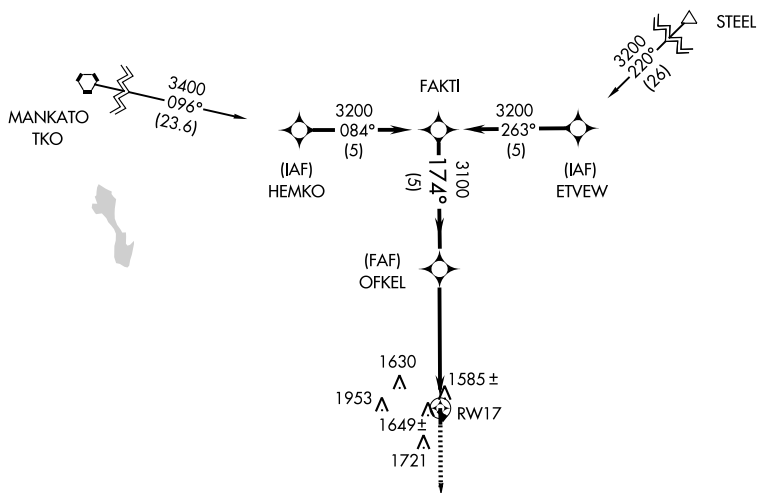 STEEL
3200
220°
(26)
FAKTI
3400
096°
(23.6)
MANKATO
TKO
3200
084°
(5)
3200
263°
(5)
(IAF)
HEMKO
3100
174°
(5)
(IAF)
ETVEW
(FAF)
OFKEL
1630
1585 ±
1953
RW17
1649±
1721